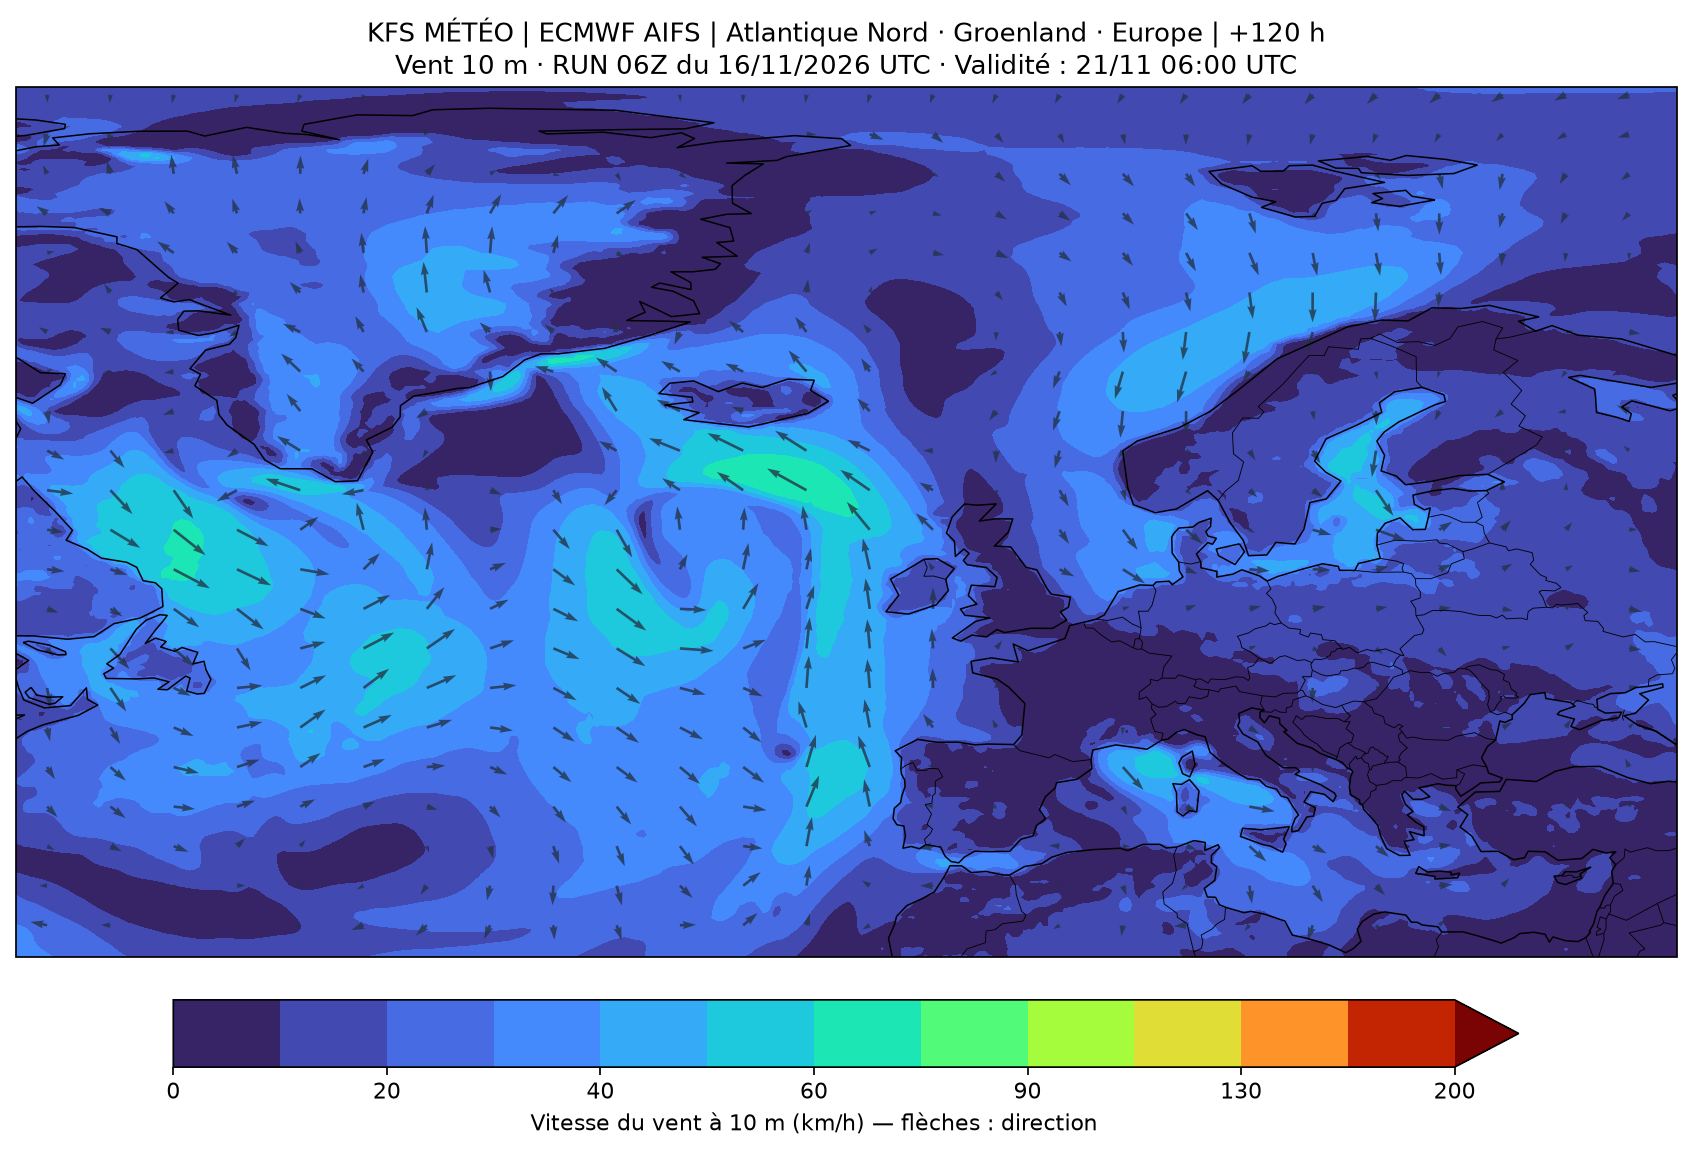 KFS MÉTÉO | ECMWF AIFS | Atlantique Nord · Groenland · Europe | +120 h
Vent 10 m · RUN 06Z du 16/11/2026 UTC · Validité : 21/11 06:00 UTC
0 20 40 60 90 130 200
Vitesse du vent à 10 m (km/h) — flèches : direction